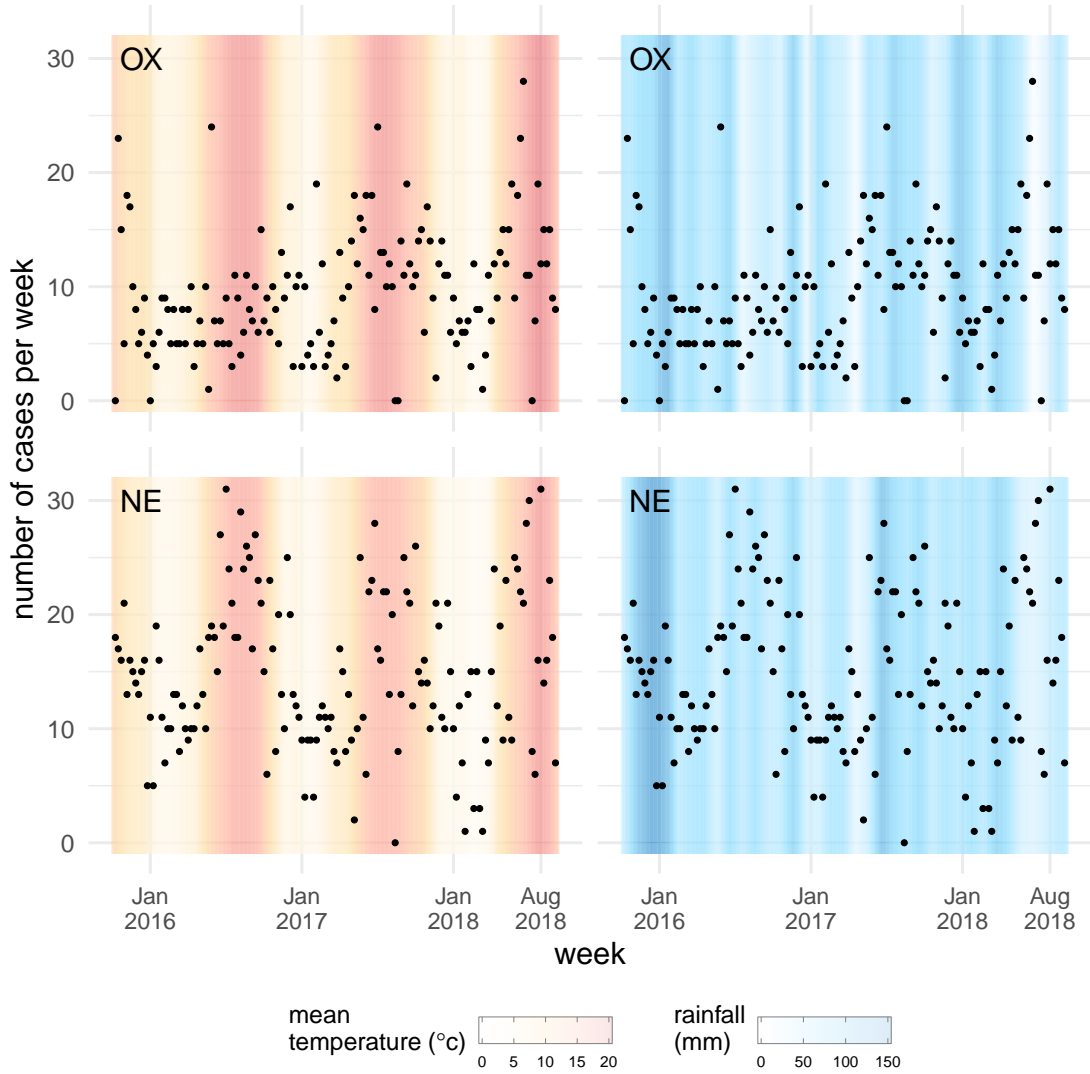 OX
OX
30
20
10
0
NE
NE
30
20
10
0
number of cases per week
Jan
2016
Jan
2017
Jan
2018
Aug
2018
Jan
2016
Jan
2017
Jan
2018
Aug
2018
week
mean
temperature (°c)
0 5 10 15 20
rainfall
(mm)
0 50 100 150